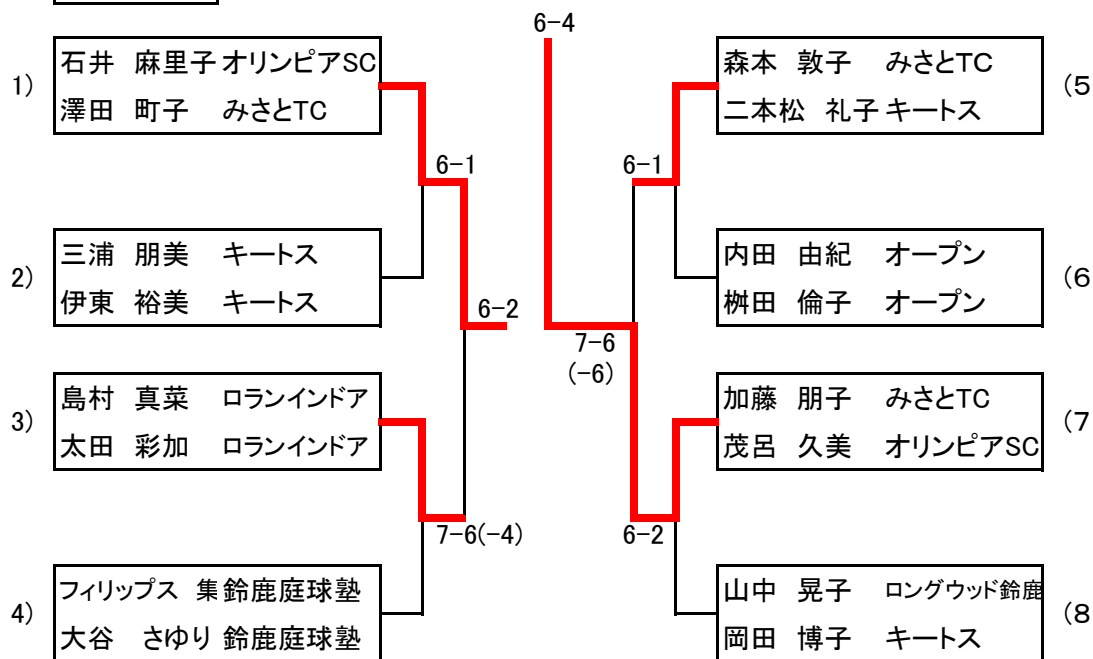 6-4
1)
石井 麻里子 オリンピアSC
澤田 町子 みさとTC
6-1
2)
三浦 朋美 キートス
伊東 裕美 キートス
6-2
3)
島村 真菜 ロランインドア
太田 彩加 ロランインドア
7-6(-4)
4)
フィリップス 集 鈴鹿庭球塾
大谷 さゆり 鈴鹿庭球塾
森本 敦子 みさとTC
二本松 礼子 キートス
(5
6-1
内田 由紀 オープン
桝田 倫子 オープン
(6
7-6
(-6)
加藤 朋子 みさとTC
茂呂 久美 オリンピアSC
(7
6-2
山中 晃子 ロングウッド鈴鹿
岡田 博子 キートス
(8